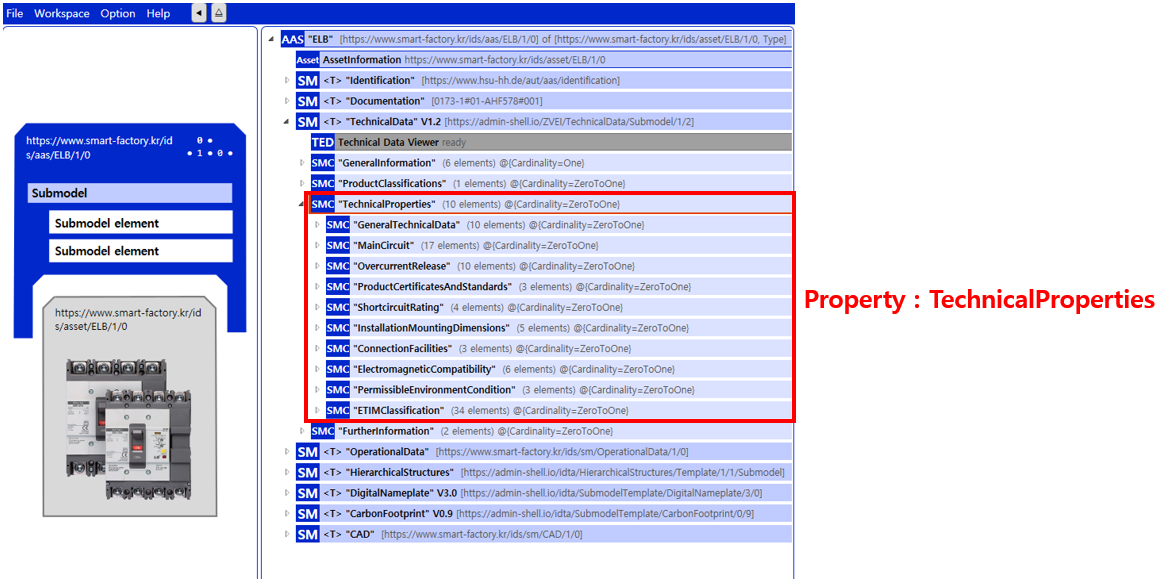 File Workspace Option Help
https://www.smart-factory.kr/id
s/aas/ELB/1/0
0
1 0
Submodel
Submodel element
Submodel element
https://www.smart-factory.kr/id
s/asset/ELB/1/0
AAS "ELB" [https://www.smart-factory.kr/ids/aas/ELB/1/0] of [https://www.smart-factory.kr/ids/asset/ELB/1/0, Type]
Asset AssetInformation https://www.smart-factory.kr/ids/asset/ELB/1/0
SM <T> "Identification" [https://www.hsu-hh.de/aut/aas/identification]
SM <T> "Documentation" [0173-1#01-AHF578#001]
SM <T> "TechnicalData" V1.2 [https://admin-shell.io/ZVEI/TechnicalData/Submodel/1/2]
TED Technical Data Viewer ready
SMC "GeneralInformation" (6 elements) @{Cardinality=One}
SMC "ProductClassifications" (1 elements) @{Cardinality=ZeroToOne}
SMC "TechnicalProperties" (10 elements) @{Cardinality=ZeroToOne}
SMC "GeneralTechnicalData" (10 elements) @{Cardinality=ZeroToOne}
SMC "MainCircuit" (17 elements) @{Cardinality=ZeroToOne}
SMC "OvercurrentRelease" (10 elements) @{Cardinality=ZeroToOne}
SMC "ProductCertificatesAndStandards" (3 elements) @{Cardinality=ZeroToOne}
SMC "ShortcircuitRating" (4 elements) @{Cardinality=ZeroToOne}
SMC "InstallationMountingDimensions" (5 elements) @{Cardinality=ZeroToOne}
SMC "ConnectionFacilities" (3 elements) @{Cardinality=ZeroToOne}
SMC "ElectromagneticCompatibility" (6 elements) @{Cardinality=ZeroToOne}
SMC "PermissibleEnvironmentCondition" (3 elements) @{Cardinality=ZeroToOne}
SMC "ETIMClassification" (34 elements) @{Cardinality=ZeroToOne}
SMC "FurtherInformation" (2 elements) @{Cardinality=ZeroToOne}
SM <T> "OperationalData" [https://www.smart-factory.kr/ids/sm/OperationalData/1/0]
SM <T> "HierarchicalStructures" [https://admin-shell.io/idta/HierarchicalStructures/Template/1/1/Submodel]
SM <T> "DigitalNameplate" V3.0 [https://admin-shell.io/idta/SubmodelTemplate/DigitalNameplate/3/0]
SM <T> "CarbonFootprint" V0.9 [https://admin-shell.io/idta/SubmodelTemplate/CarbonFootprint/0/9]
SM <T> "CAD" [https://www.smart-factory.kr/ids/sm/CAD/1/0]
Property : TechnicalProperties